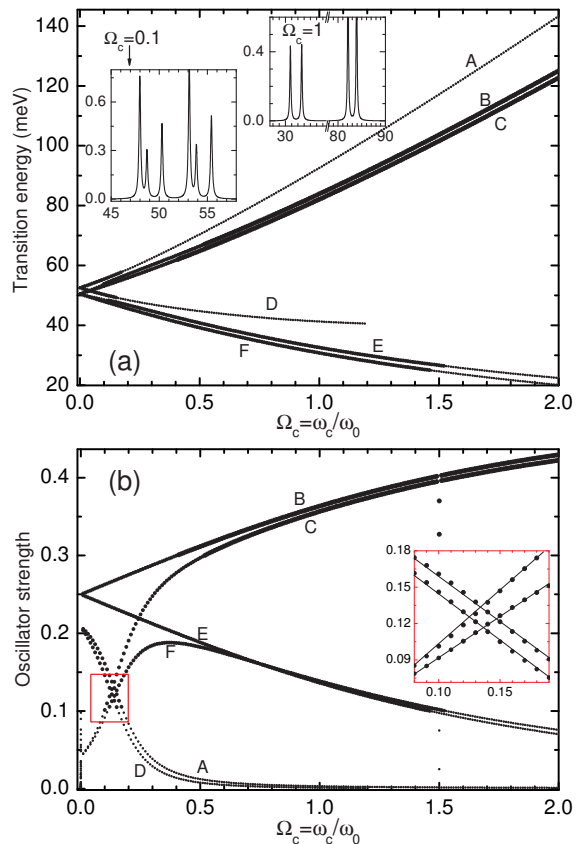 140
120
100
80
60
40
20
Transition energy (meV)
Ω_c=0.1
0.6
0.3
0.0
45 50 55
Ω_c=1
0.4
0.0
30 80 90
A
B
C
D
E
F
(a)
0.0 0.5 1.0 1.5 2.0
Ω_c=ω_c/ω_0
0.4
0.3
0.2
0.1
0.0
Oscillator strength
(b)
B
C
E
F
D
A
0.18
0.15
0.12
0.09
0.10 0.15
0.0 0.5 1.0 1.5 2.0
Ω_c=ω_c/ω_0